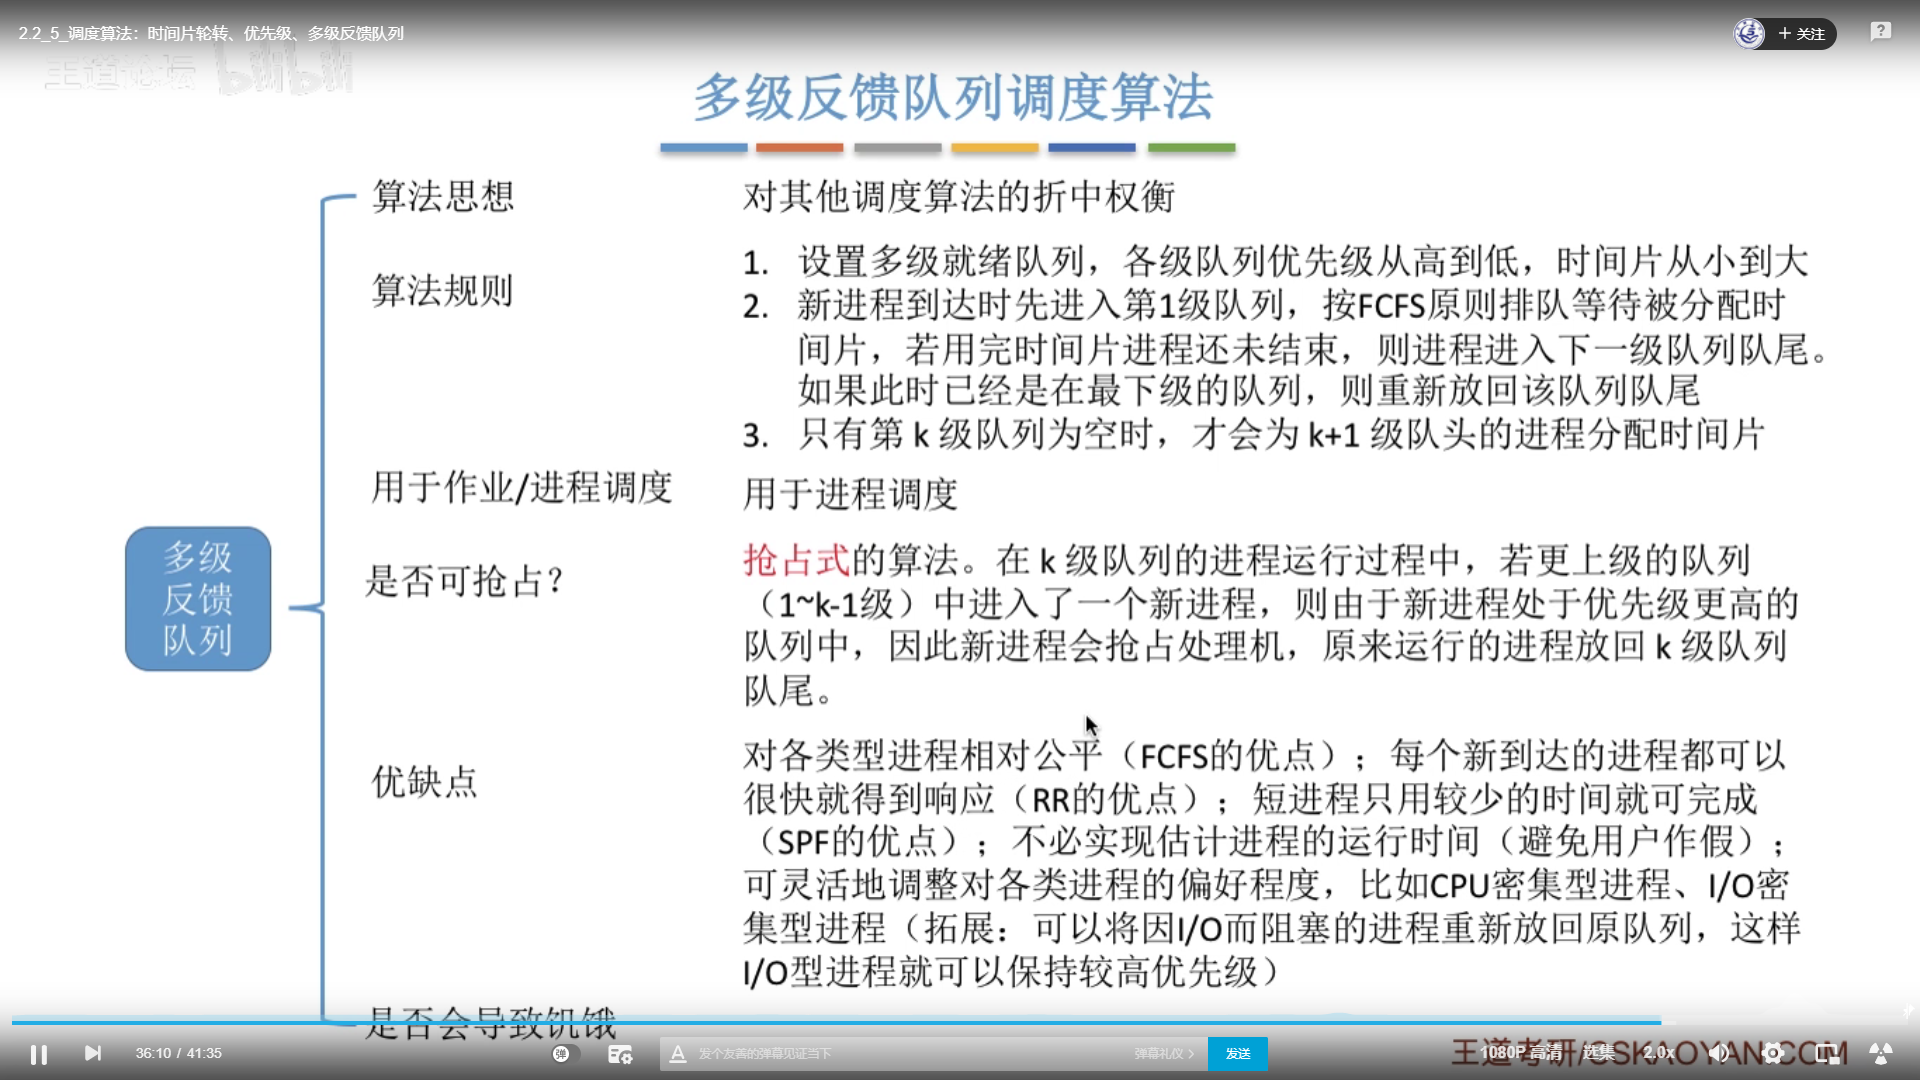 2.2_5_调度算法：时间片轮转、优先级、多级反馈队列
+ 关注
王道论坛 bilibili
多级反馈队列调度算法
算法思想
对其他调度算法的折中权衡
算法规则
1. 设置多级就绪队列，各级队列优先级从高到低，时间片从小到大
2. 新进程到达时先进入第1级队列，按FCFS原则排队等待被分配时
间片，若用完时间片进程还未结束，则进程进入下一级队列队尾。
如果此时已经是在最下级的队列，则重新放回该队列队尾
3. 只有第 k 级队列为空时，才会为 k+1 级队头的进程分配时间片
用于作业/进程调度
用于进程调度
多级
反馈
队列
是否可抢占？
抢占式的算法。在 k 级队列的进程运行过程中，若更上级的队列
（1~k-1级）中进入了一个新进程，则由于新进程处于优先级更高的
队列中，因此新进程会抢占处理机，原来运行的进程放回 k 级队列
队尾。
优缺点
对各类型进程相对公平（FCFS的优点）；每个新到达的进程都可以
很快就得到响应（RR的优点）；短进程只用较少的时间就可完成
（SPF的优点）；不必实现估计进程的运行时间（避免用户作假）；
可灵活地调整对各类进程的偏好程度，比如CPU密集型进程、I/O密
集型进程（拓展：可以将因I/O而阻塞的进程重新放回原队列，这样
I/O型进程就可以保持较高优先级）
是否会导致饥饿
36:10 / 41:35
弹
发个友善的弹幕见证当下
弹幕礼仪 >
发送
1080P 高清
选集
2.0x
王道考研/CSKAOYAN.COM